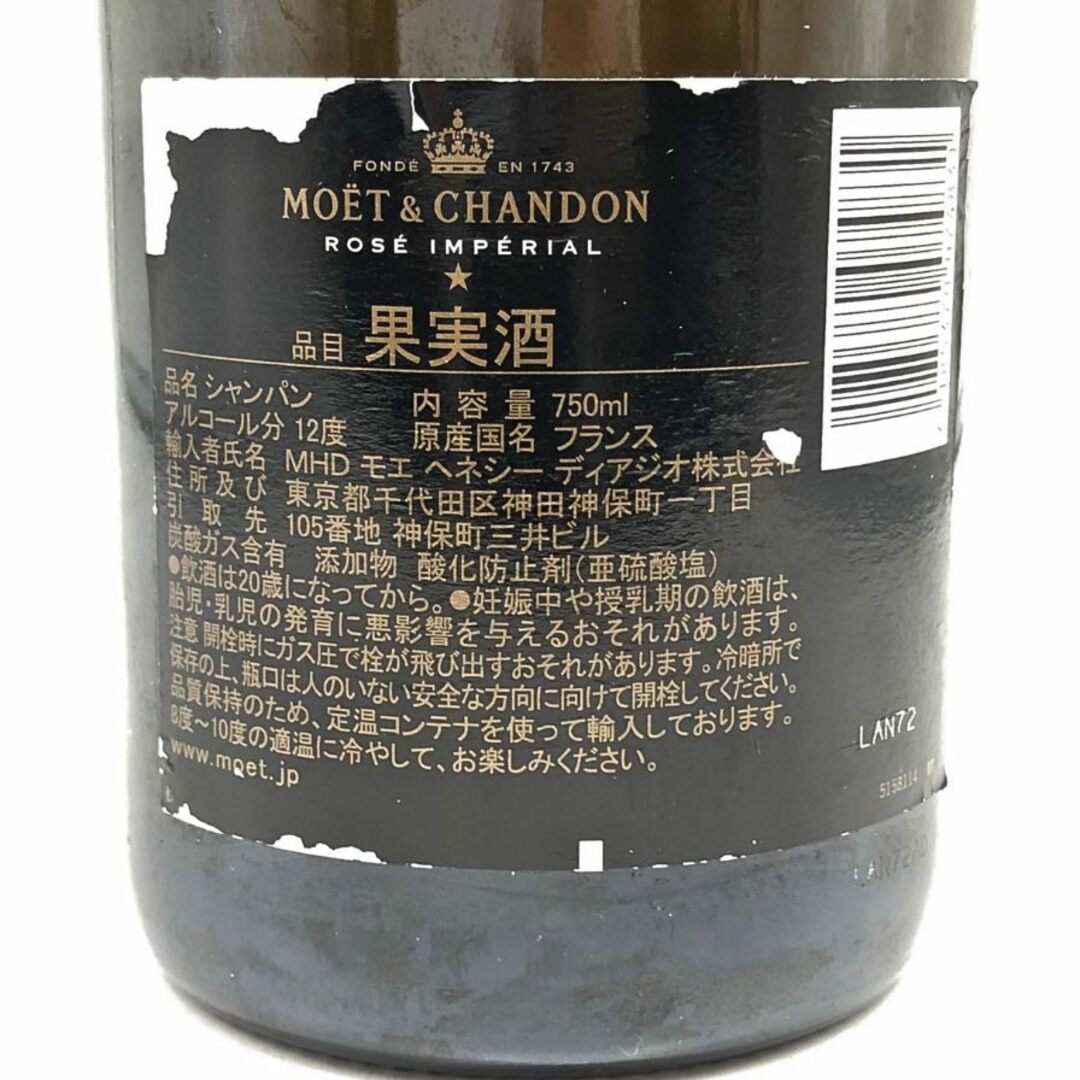 FONDÉ EN 1743
MOËT & CHANDON
ROSÉ IMPÉRIAL
品目 果実酒
品名 シャンパン 内容量 750ml
アルコール分 12度 原産国名 フランス
輸入者氏名 MHD モエ ヘネシー ディアジオ株式会社
住所及び 東京都千代田区神田神保町一丁目
引取先 105番地 神保町三井ビル
炭酸ガス含有 添加物 酸化防止剤(亜硫酸塩)
●飲酒は20歳になってから。●妊娠中や授乳期の飲酒は、
胎児・乳児の発育に悪影響を与えるおそれがあります。
注意 開栓時にガス圧で栓が飛び出すおそれがあります。冷暗所で
保存の上、瓶口は人のいない安全な方向に向けて開栓してください。
品質保持のため、定温コンテナを使って輸入しております。
8度～10度の適温に冷やして、お楽しみください。
www.moet.jp
LAN72
5158114